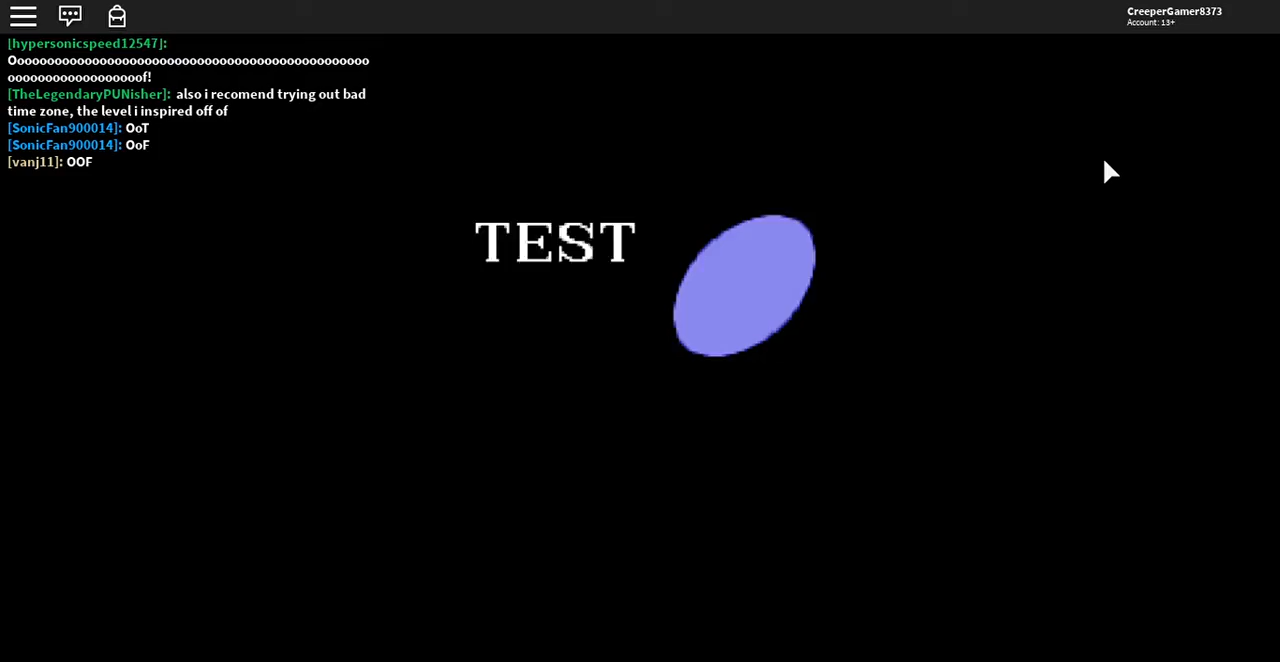 CreeperGamer8373
Account: 13+
[hypersonicspeed12547]:
Oooooooooooooooooooooooooooooooooooooooooooooooo
ooooooooooooooooooof!
[TheLegendaryPUNisher]: also i recomend trying out bad
time zone, the level i inspired off of
[SonicFan900014]: OoT
[SonicFan900014]: OoF
[vanj11]: OOF
TEST